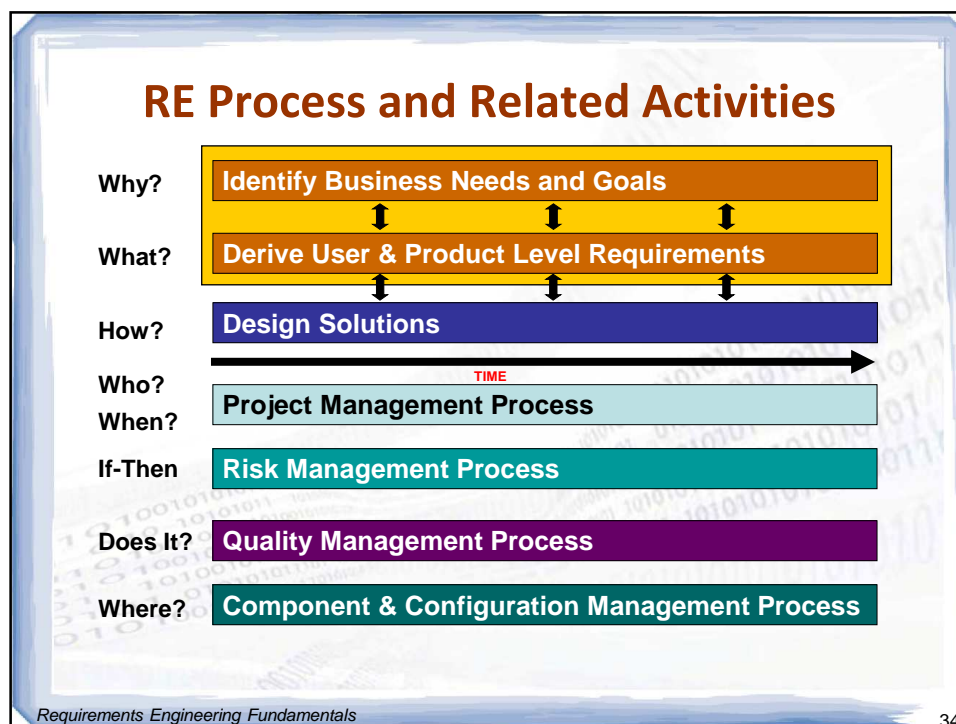 RE Process and Related Activities
Why? Identify Business Needs and Goals
What? Derive User & Product Level Requirements
How? Design Solutions
TIME
Who?
When? Project Management Process
If-Then Risk Management Process
Does It? Quality Management Process
Where? Component & Configuration Management Process
Requirements Engineering Fundamentals 34